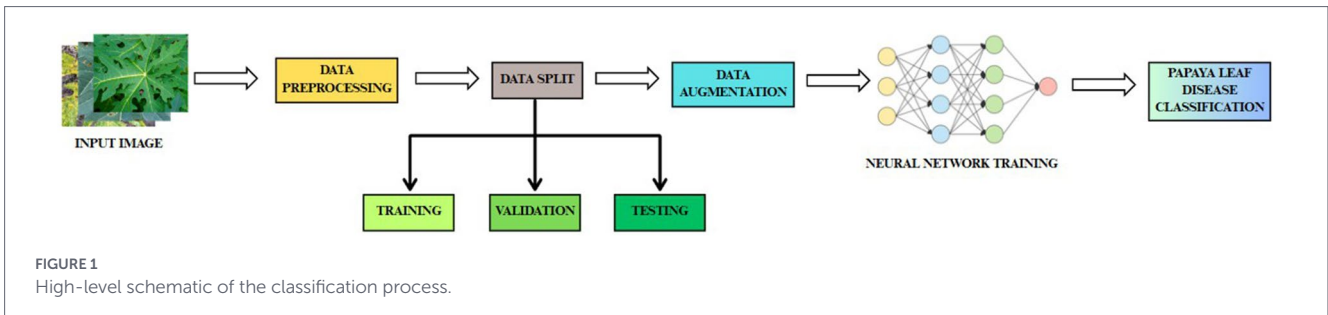 INPUT IMAGE
DATA
PREPROCESSING
DATA SPLIT
TRAINING
VALIDATION
TESTING
DATA
AUGMENTATION
NEURAL NETWORK TRAINING
PAPAYA LEAF
DISEASE
CLASSIFICATION
FIGURE 1
High-level schematic of the classification process.